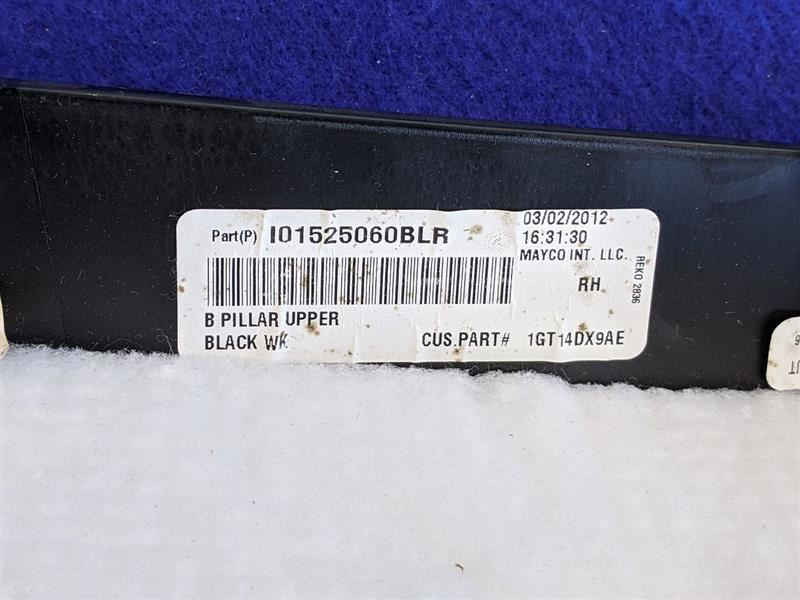 Part(P) I01525060BLR
03/02/2012
16:31:30
MAYCO INT. LLC.
RH
REKO 2836
B PILLAR UPPER
BLACK WK
CUS.PART# 1GT14DX9AE